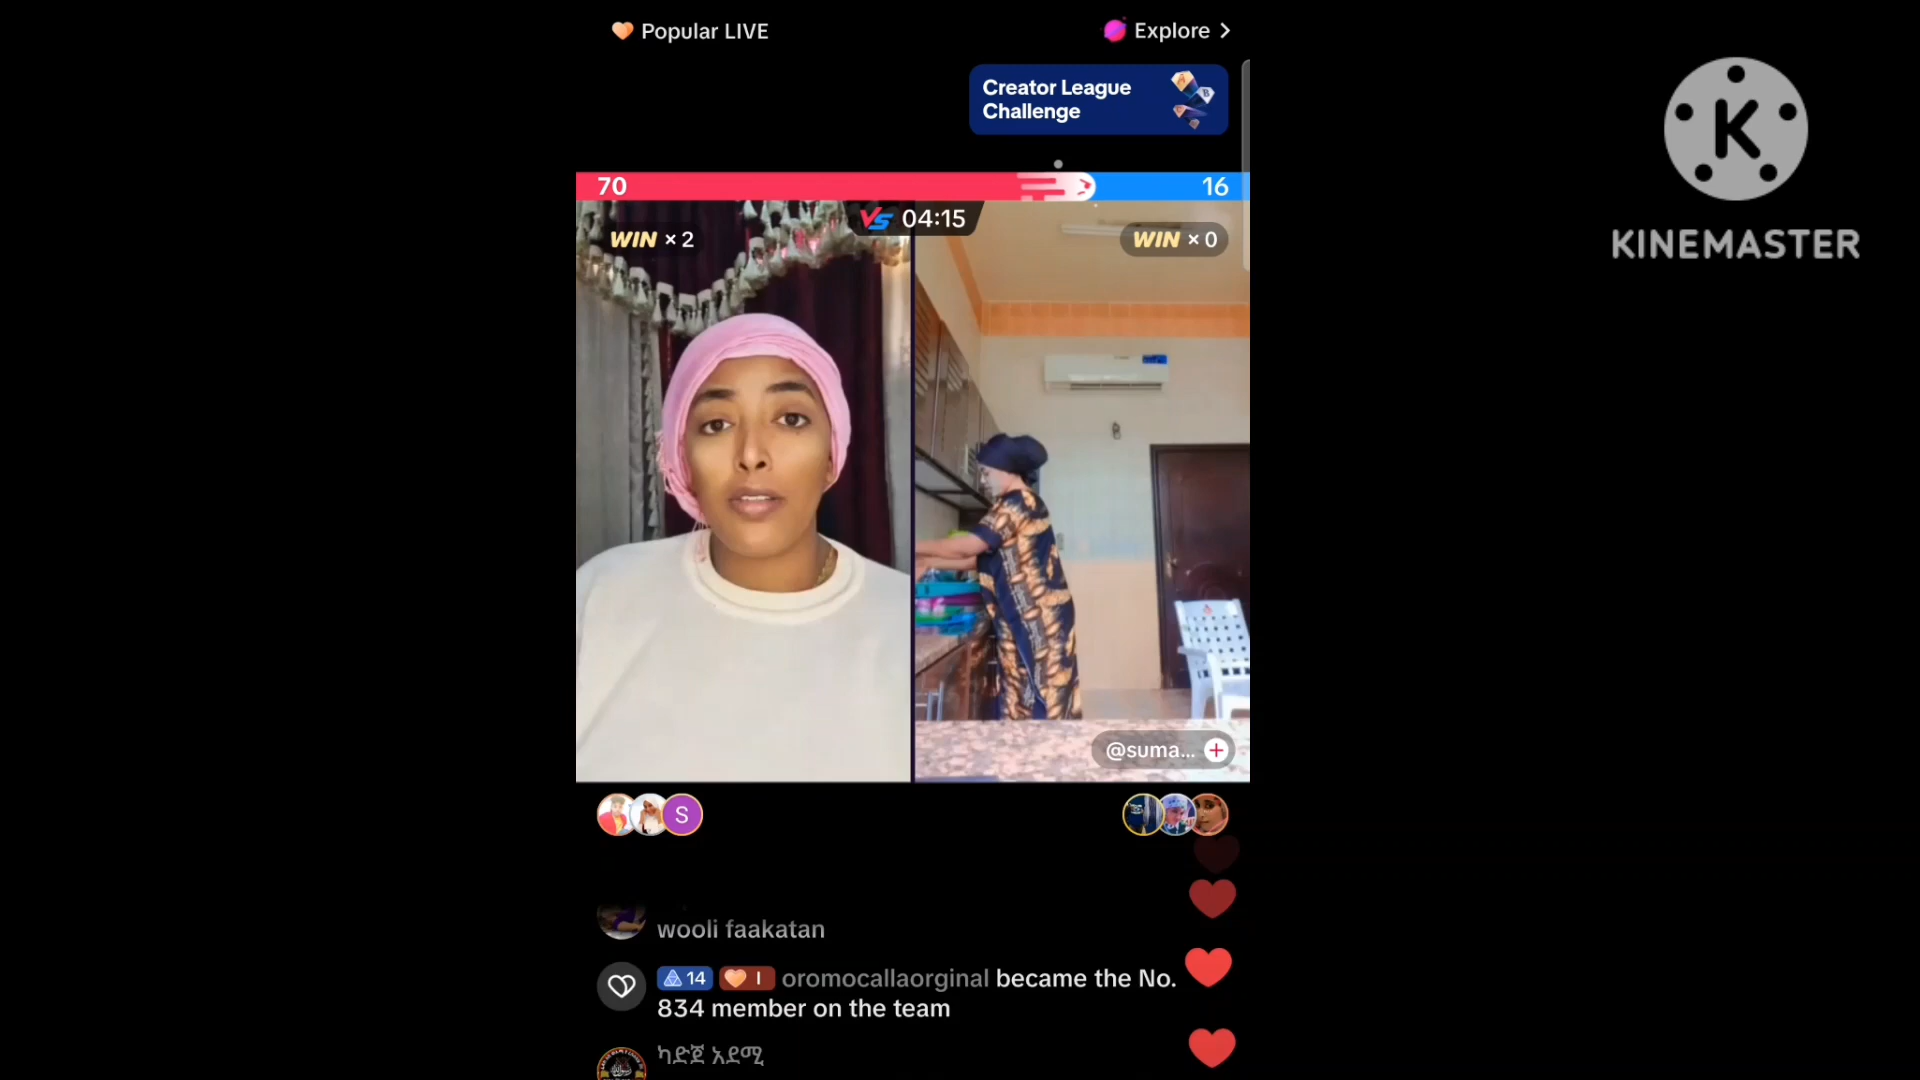 Popular LIVE
Explore
Creator League
Challenge
70
16
VS 04:15
WIN × 2
WIN × 0
K
KINEMASTER
@suma...
S
wooli faakatan
14 I oromocallaorginal became the No.
834 member on the team
ካድጀ አደሚ